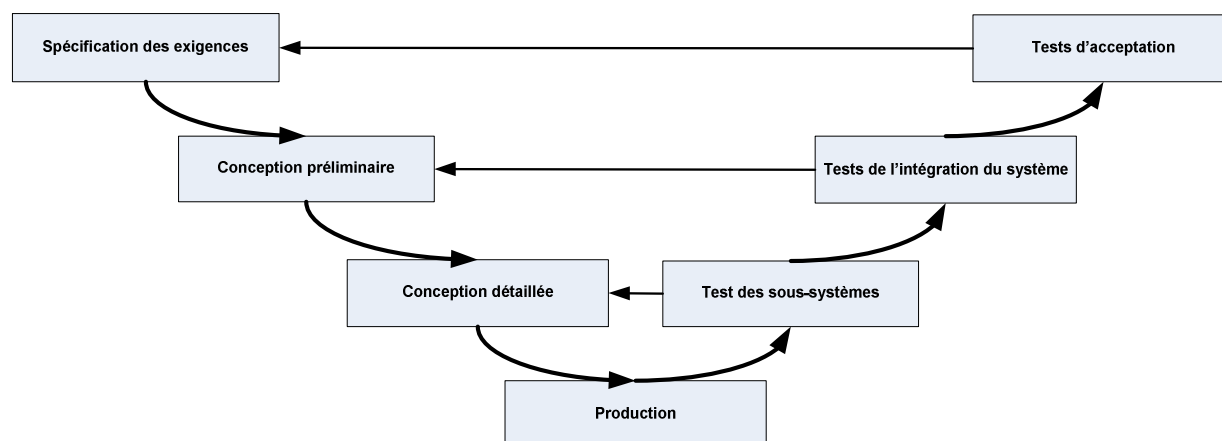 Spécification des exigences
Tests d’acceptation
Conception préliminaire
Tests de l’intégration du système
Conception détaillée
Test des sous-systèmes
Production